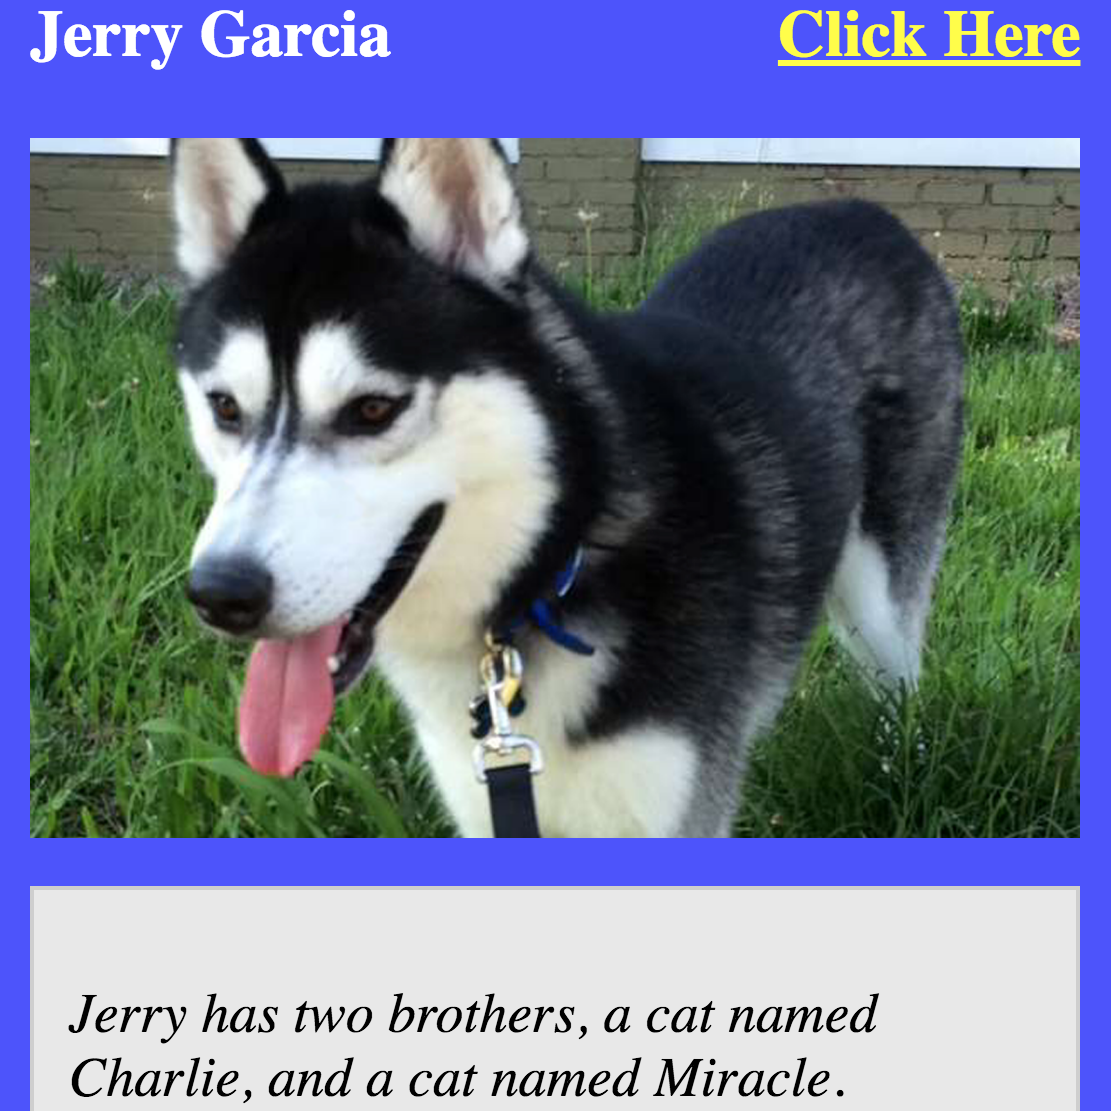 Jerry Garcia Click Here
Jerry has two brothers, a cat named
Charlie, and a cat named Miracle.